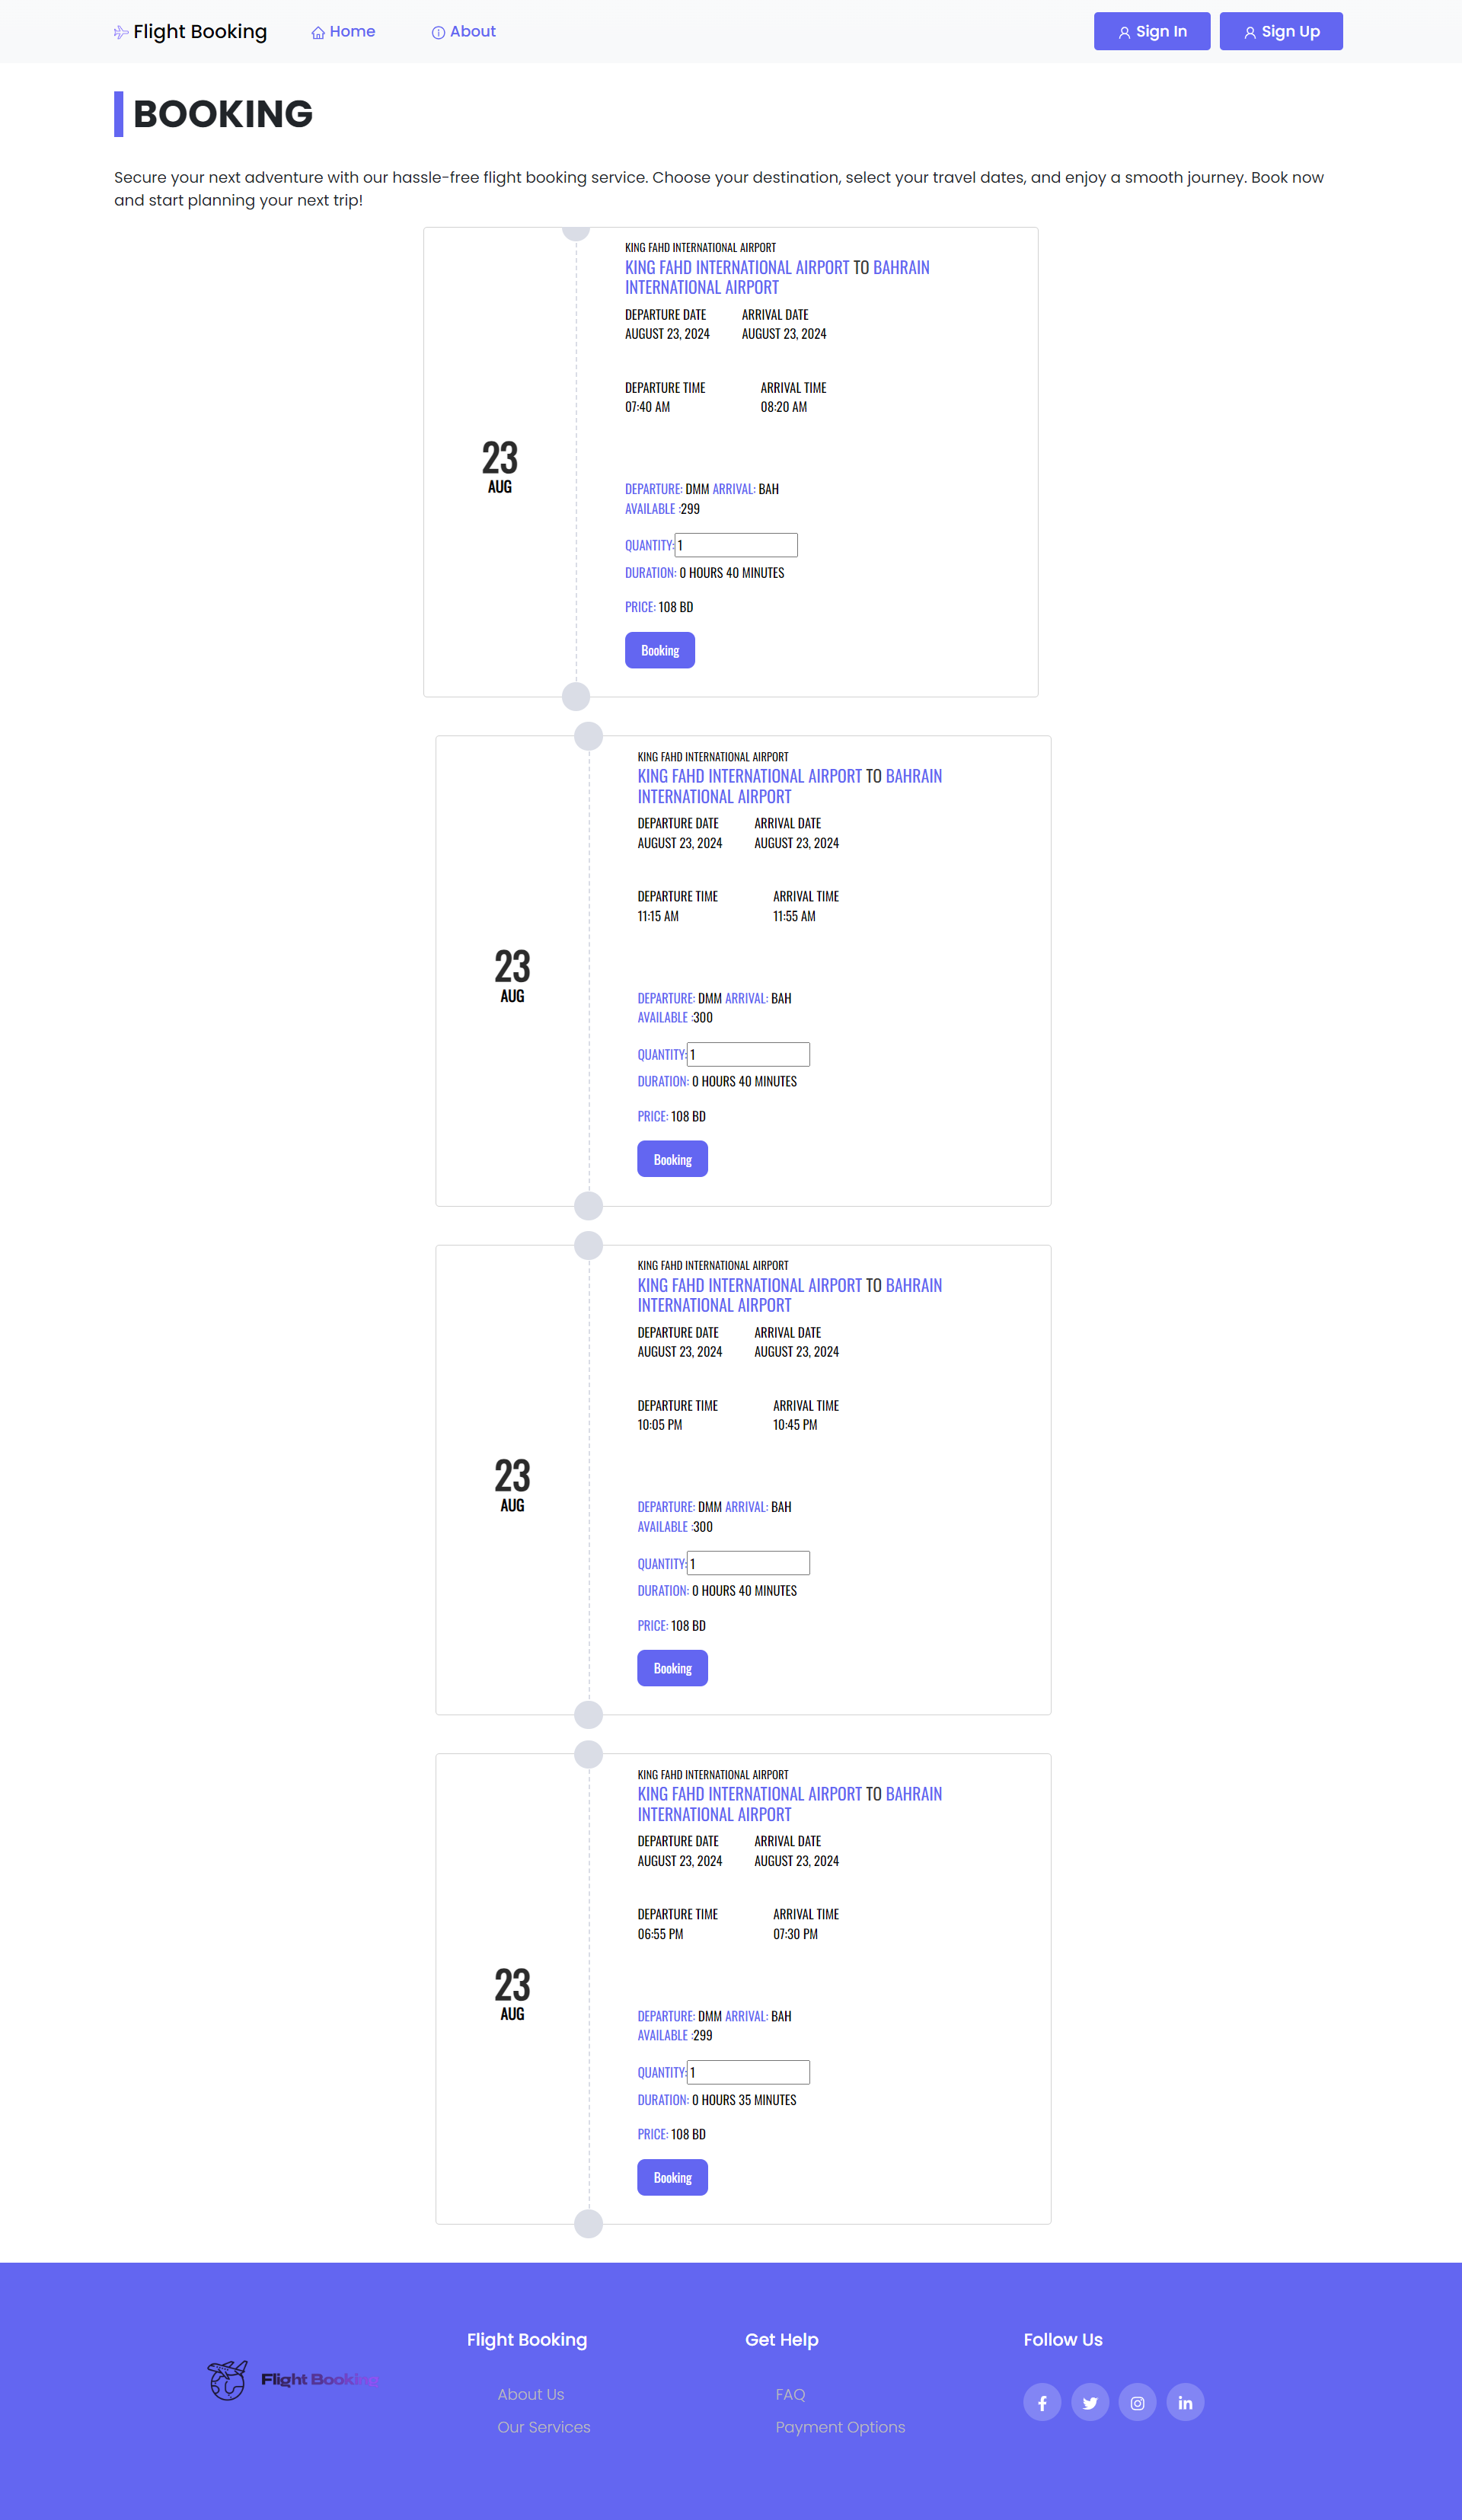 Flight Booking Home About Sign In Sign Up
BOOKING
Secure your next adventure with our hassle-free flight booking service. Choose your destination, select your travel dates, and enjoy a smooth journey. Book now
and start planning your next trip!
23
AUG
KING FAHD INTERNATIONAL AIRPORT
KING FAHD INTERNATIONAL AIRPORT TO BAHRAIN
INTERNATIONAL AIRPORT
DEPARTURE DATE ARRIVAL DATE
AUGUST 23, 2024 AUGUST 23, 2024
DEPARTURE TIME ARRIVAL TIME
07:40 AM 08:20 AM
DEPARTURE: DMM ARRIVAL: BAH
AVAILABLE :299
QUANTITY: 1
DURATION: 0 HOURS 40 MINUTES
PRICE: 108 BD
Booking
23
AUG
KING FAHD INTERNATIONAL AIRPORT
KING FAHD INTERNATIONAL AIRPORT TO BAHRAIN
INTERNATIONAL AIRPORT
DEPARTURE DATE ARRIVAL DATE
AUGUST 23, 2024 AUGUST 23, 2024
DEPARTURE TIME ARRIVAL TIME
11:15 AM 11:55 AM
DEPARTURE: DMM ARRIVAL: BAH
AVAILABLE :300
QUANTITY: 1
DURATION: 0 HOURS 40 MINUTES
PRICE: 108 BD
Booking
23
AUG
KING FAHD INTERNATIONAL AIRPORT
KING FAHD INTERNATIONAL AIRPORT TO BAHRAIN
INTERNATIONAL AIRPORT
DEPARTURE DATE ARRIVAL DATE
AUGUST 23, 2024 AUGUST 23, 2024
DEPARTURE TIME ARRIVAL TIME
10:05 PM 10:45 PM
DEPARTURE: DMM ARRIVAL: BAH
AVAILABLE :300
QUANTITY: 1
DURATION: 0 HOURS 40 MINUTES
PRICE: 108 BD
Booking
23
AUG
KING FAHD INTERNATIONAL AIRPORT
KING FAHD INTERNATIONAL AIRPORT TO BAHRAIN
INTERNATIONAL AIRPORT
DEPARTURE DATE ARRIVAL DATE
AUGUST 23, 2024 AUGUST 23, 2024
DEPARTURE TIME ARRIVAL TIME
06:55 PM 07:30 PM
DEPARTURE: DMM ARRIVAL: BAH
AVAILABLE :299
QUANTITY: 1
DURATION: 0 HOURS 35 MINUTES
PRICE: 108 BD
Booking
Flight Booking
Flight Booking
About Us
Our Services
Get Help
FAQ
Payment Options
Follow Us